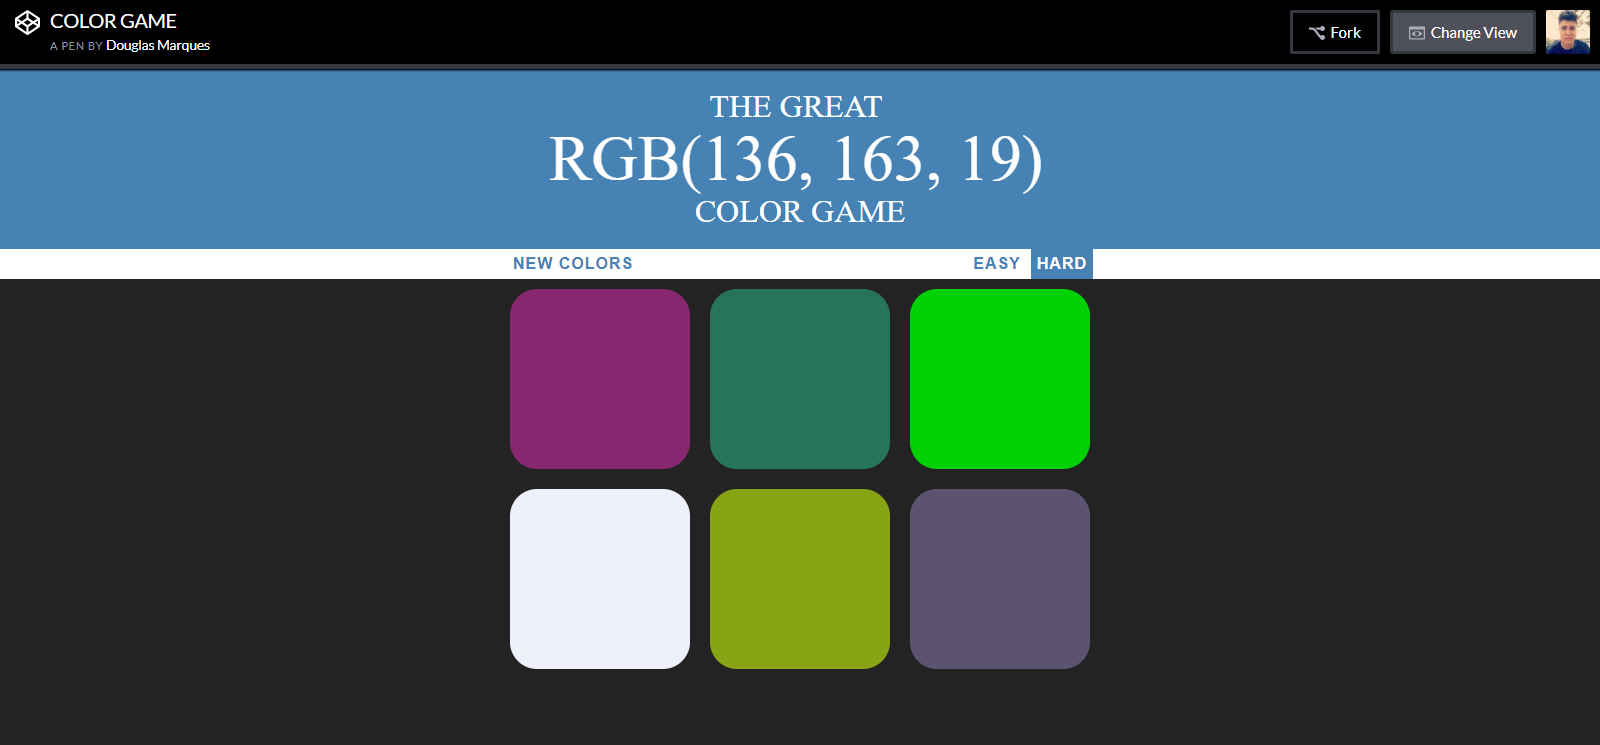 COLOR GAME
A PEN BY Douglas Marques
Fork
Change View
THE GREAT
RGB(136, 163, 19)
COLOR GAME
NEW COLORS
EASY
HARD